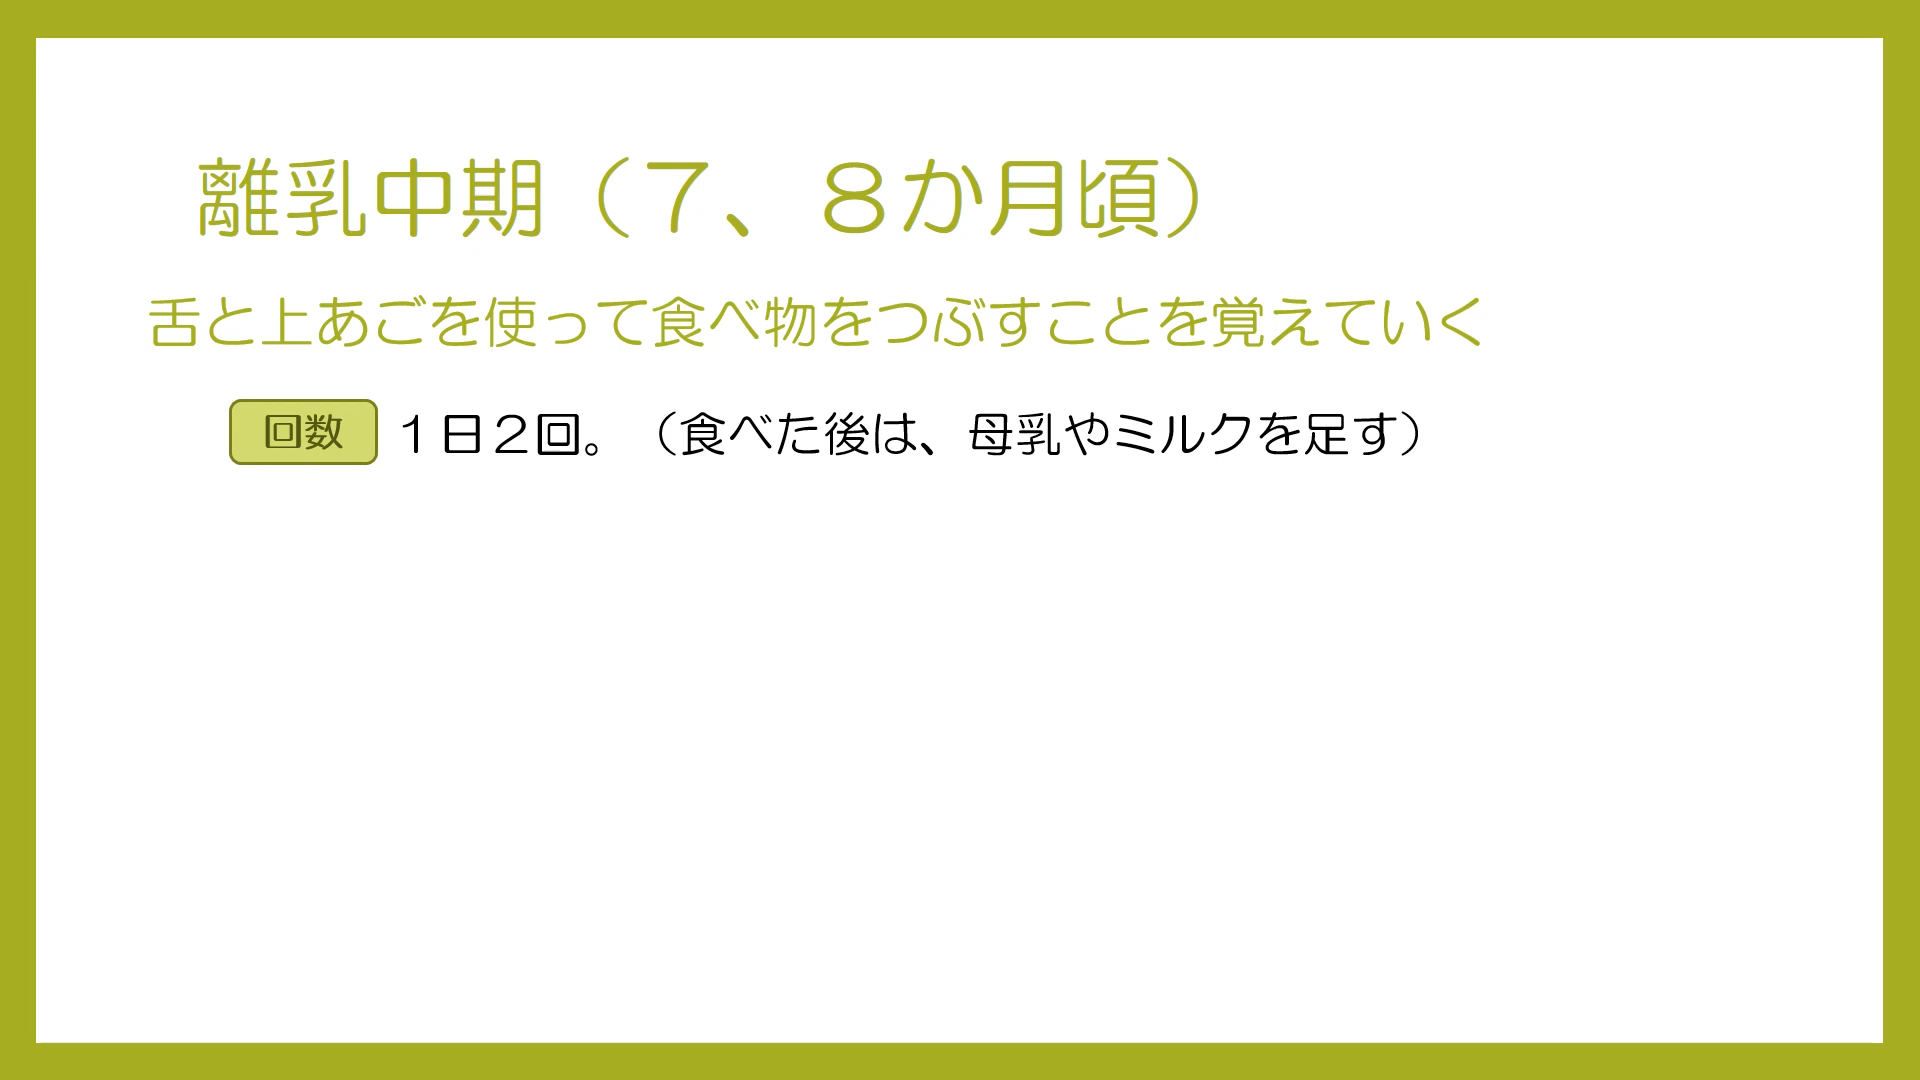 離乳中期（７、８か月頃）
舌と上あごを使って食べ物をつぶすことを覚えていく
回数 １日２回。（食べた後は、母乳やミルクを足す）